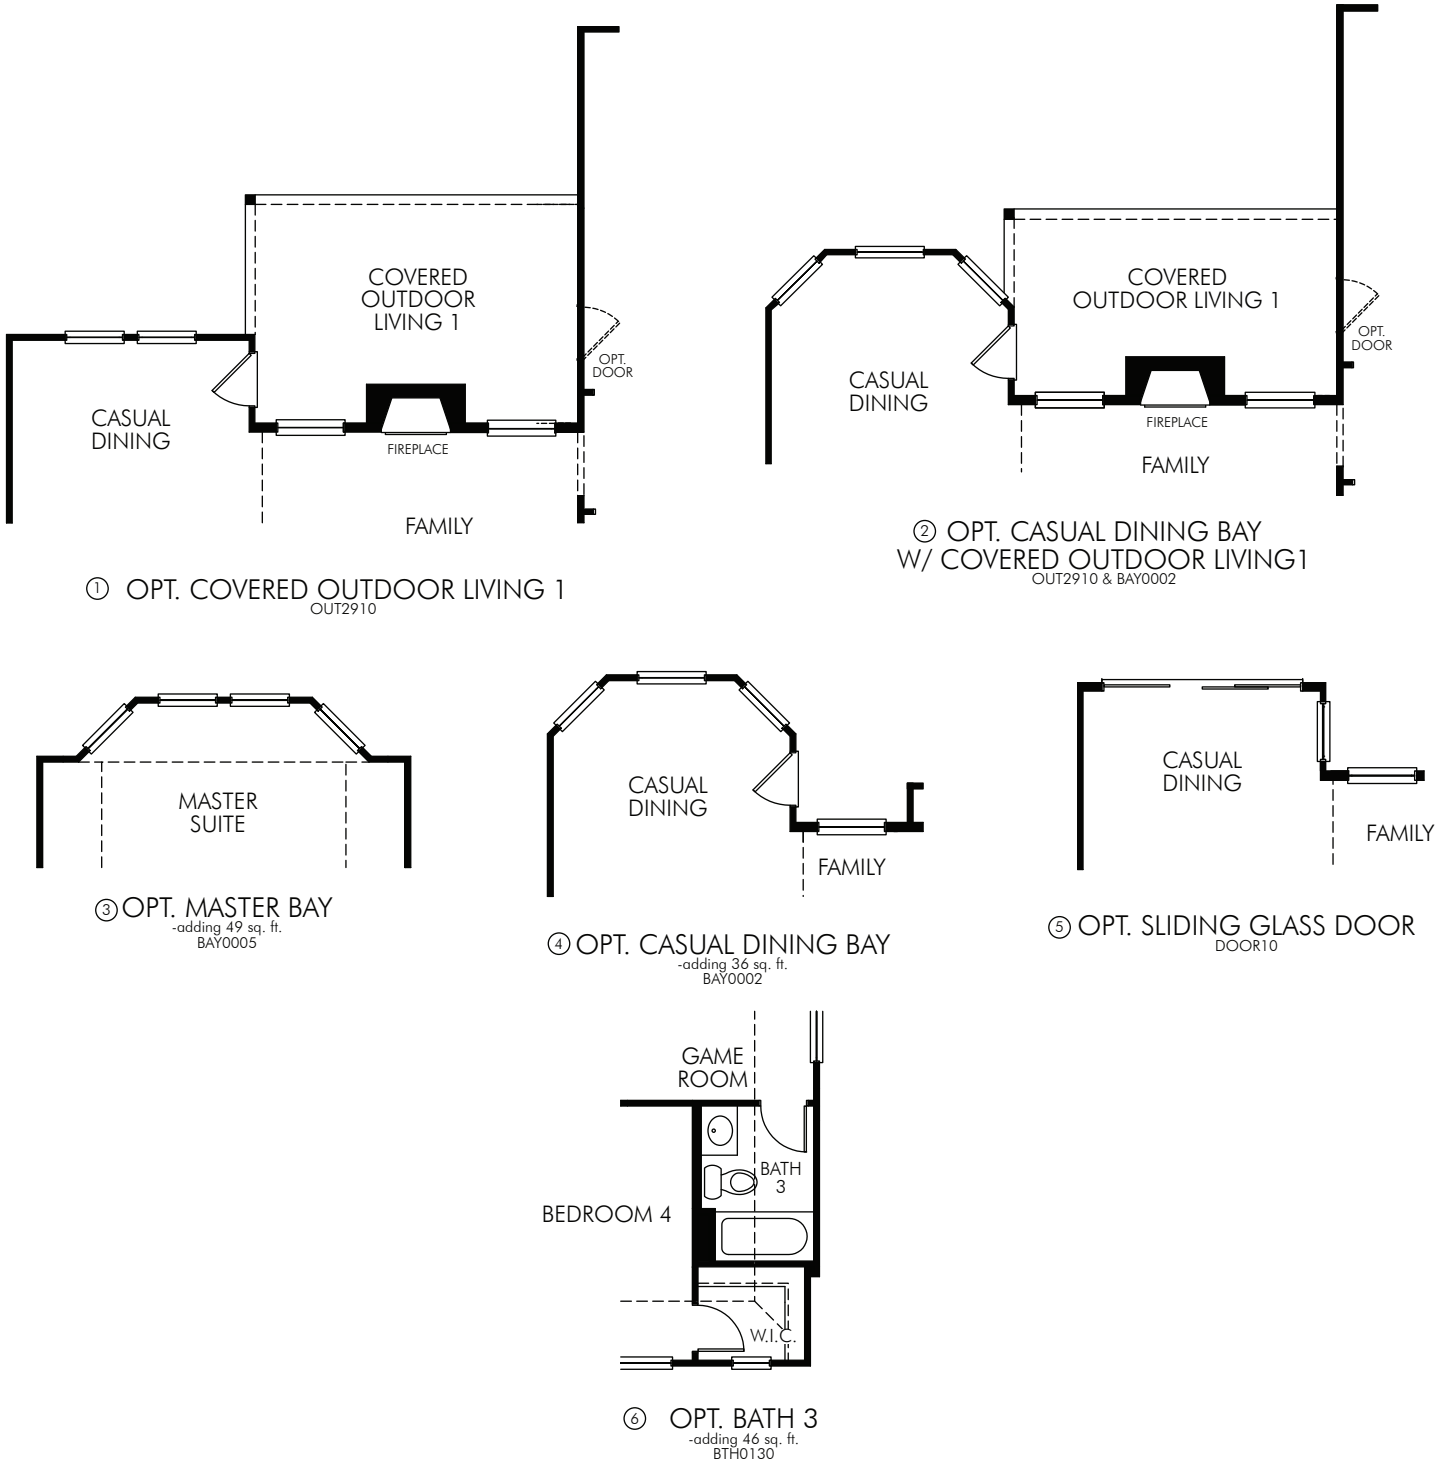 COVERED
OUTDOOR
LIVING 1
OPT.
DOOR
CASUAL
DINING
FIREPLACE
FAMILY
1 OPT. COVERED OUTDOOR LIVING 1
OUT2910
COVERED
OUTDOOR LIVING 1
OPT.
DOOR
CASUAL
DINING
FIREPLACE
FAMILY
2 OPT. CASUAL DINING BAY
W/ COVERED OUTDOOR LIVING1
OUT2910 & BAY0002
MASTER
SUITE
3 OPT. MASTER BAY
-adding 49 sq. ft.
BAY0005
CASUAL
DINING
FAMILY
4 OPT. CASUAL DINING BAY
-adding 36 sq. ft.
BAY0002
CASUAL
DINING
FAMILY
5 OPT. SLIDING GLASS DOOR
DOOR10
GAME
ROOM
BATH
3
BEDROOM 4
W.I.C.
6 OPT. BATH 3
-adding 46 sq. ft.
BTH0130